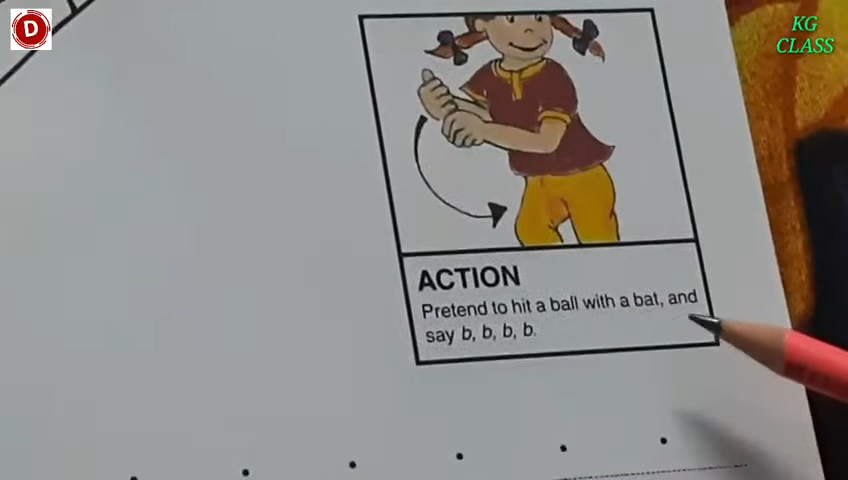 D
KG
CLASS
ACTION
Pretend to hit a ball with a bat, and
say b, b, b, b.